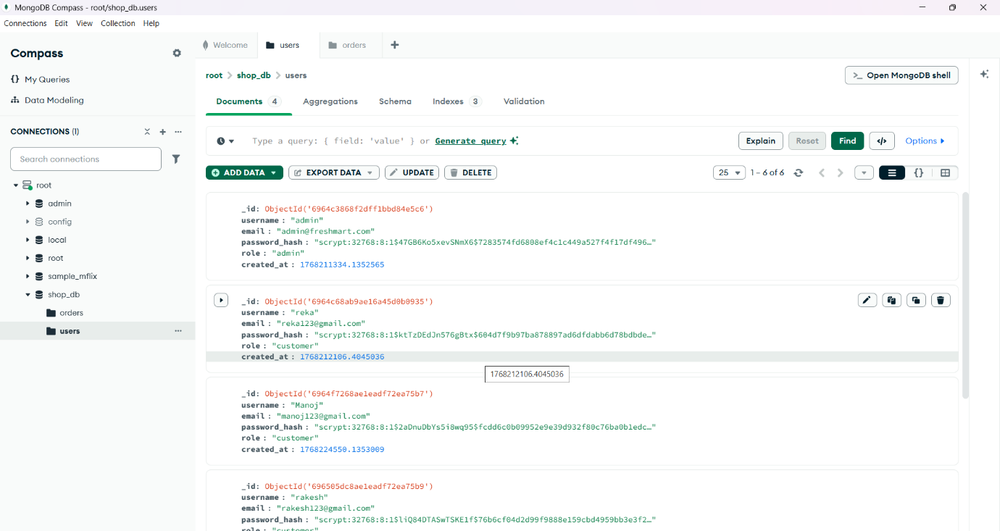 MongoDB Compass - root/shop_db.users
Connections Edit View Collection Help
Compass
My Queries
Data Modeling
CONNECTIONS (1)
Search connections
root
admin
config
local
root
sample_mflix
shop_db
orders
users
Welcome users orders
root > shop_db > users
>_ Open MongoDB shell
Documents 4 Aggregations Schema Indexes 3 Validation
Type a query: { field: 'value' } or Generate query
Explain Reset Find </> Options
ADD DATA EXPORT DATA UPDATE DELETE
25 1 – 6 of 6 {}
_id: ObjectId('6964c3868f2dff1bbd84e5c6')
username : "admin"
email : "admin@freshmart.com"
password_hash : "scrypt:32768:8:1$47GB6Ko5xevSNmX6$7283574fd6808ef4c1c449a527f4f17df496…"
role : "admin"
created_at : 1768211334.1352565
_id: ObjectId('6964c68ab9ae16a45d0b0935')
username : "reka"
email : "reka123@gmail.com"
password_hash : "scrypt:32768:8:1$ktTzDEdJn576gBtx$604d7f9b97ba878897ad6dfdabb6d78bdbde…"
role : "customer"
created_at : 1768212106.4045036
1768212106.4045036
_id: ObjectId('6964f7268ae1eadf72ea75b7')
username : "Manoj"
email : "manoj123@gmail.com"
password_hash : "scrypt:32768:8:1$2aDnuDbYs5i8wq95$fcdd6c0b09952e9e39d932f80c76ba0b1edc…"
role : "customer"
created_at : 1768224550.1353009
_id: ObjectId('696505dc8ae1eadf72ea75b9')
username : "rakesh"
email : "rakesh123@gmail.com"
password_hash : "scrypt:32768:8:1$liQ84DTASwTSKE1f$76b6cf04d2d99f9888e159cbd4959bb3e3f2…"
role : "customer"